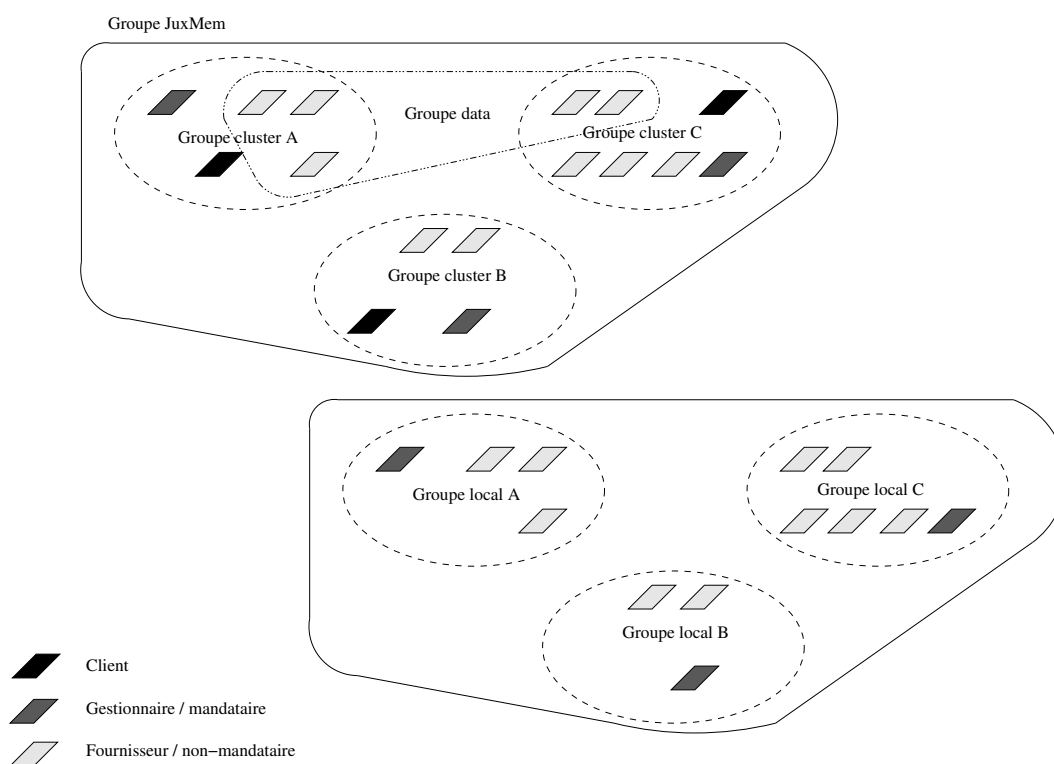 Groupe JuxMem
Groupe data
Groupe cluster A
Groupe cluster C
Groupe cluster B
Groupe local A
Groupe local C
Groupe local B
Client
Gestionnaire / mandataire
Fournisseur / non−mandataire